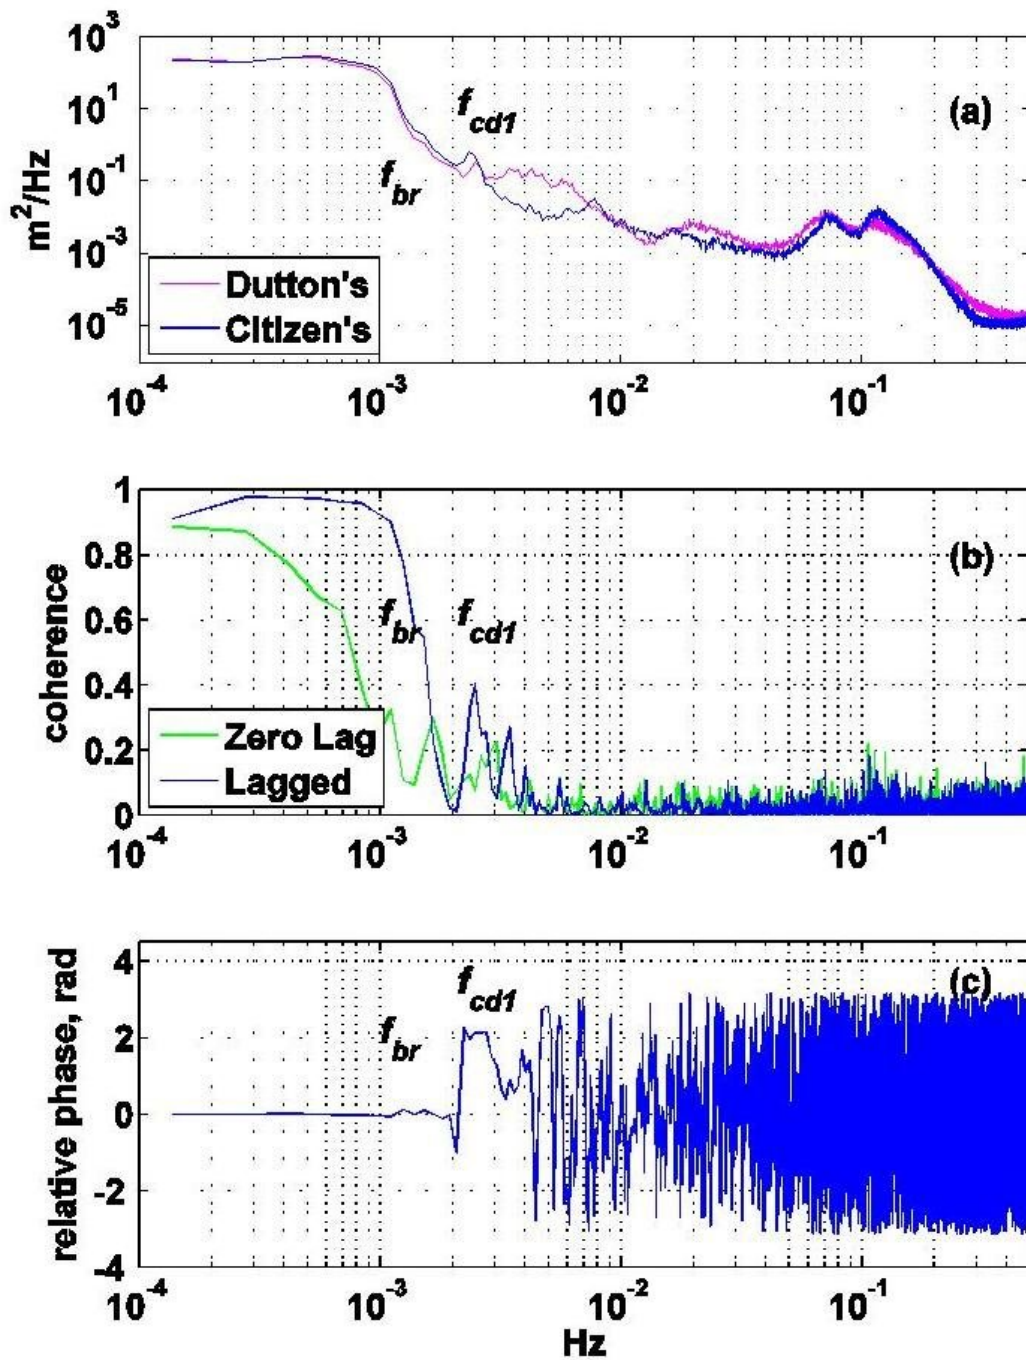 10^3
10^1
10^-1
10^-3
10^-5
m^2/Hz
f_cd1
f_br
(a)
Dutton's
Citizen's
10^-4 10^-3 10^-2 10^-1
1
0.8
0.6
0.4
0.2
0
coherence
(b)
f_br f_cd1
Zero Lag
Lagged
10^-4 10^-3 10^-2 10^-1
4
2
0
-2
-4
relative phase, rad
f_cd1
(c)
f_br
10^-4 10^-3 10^-2 10^-1
Hz